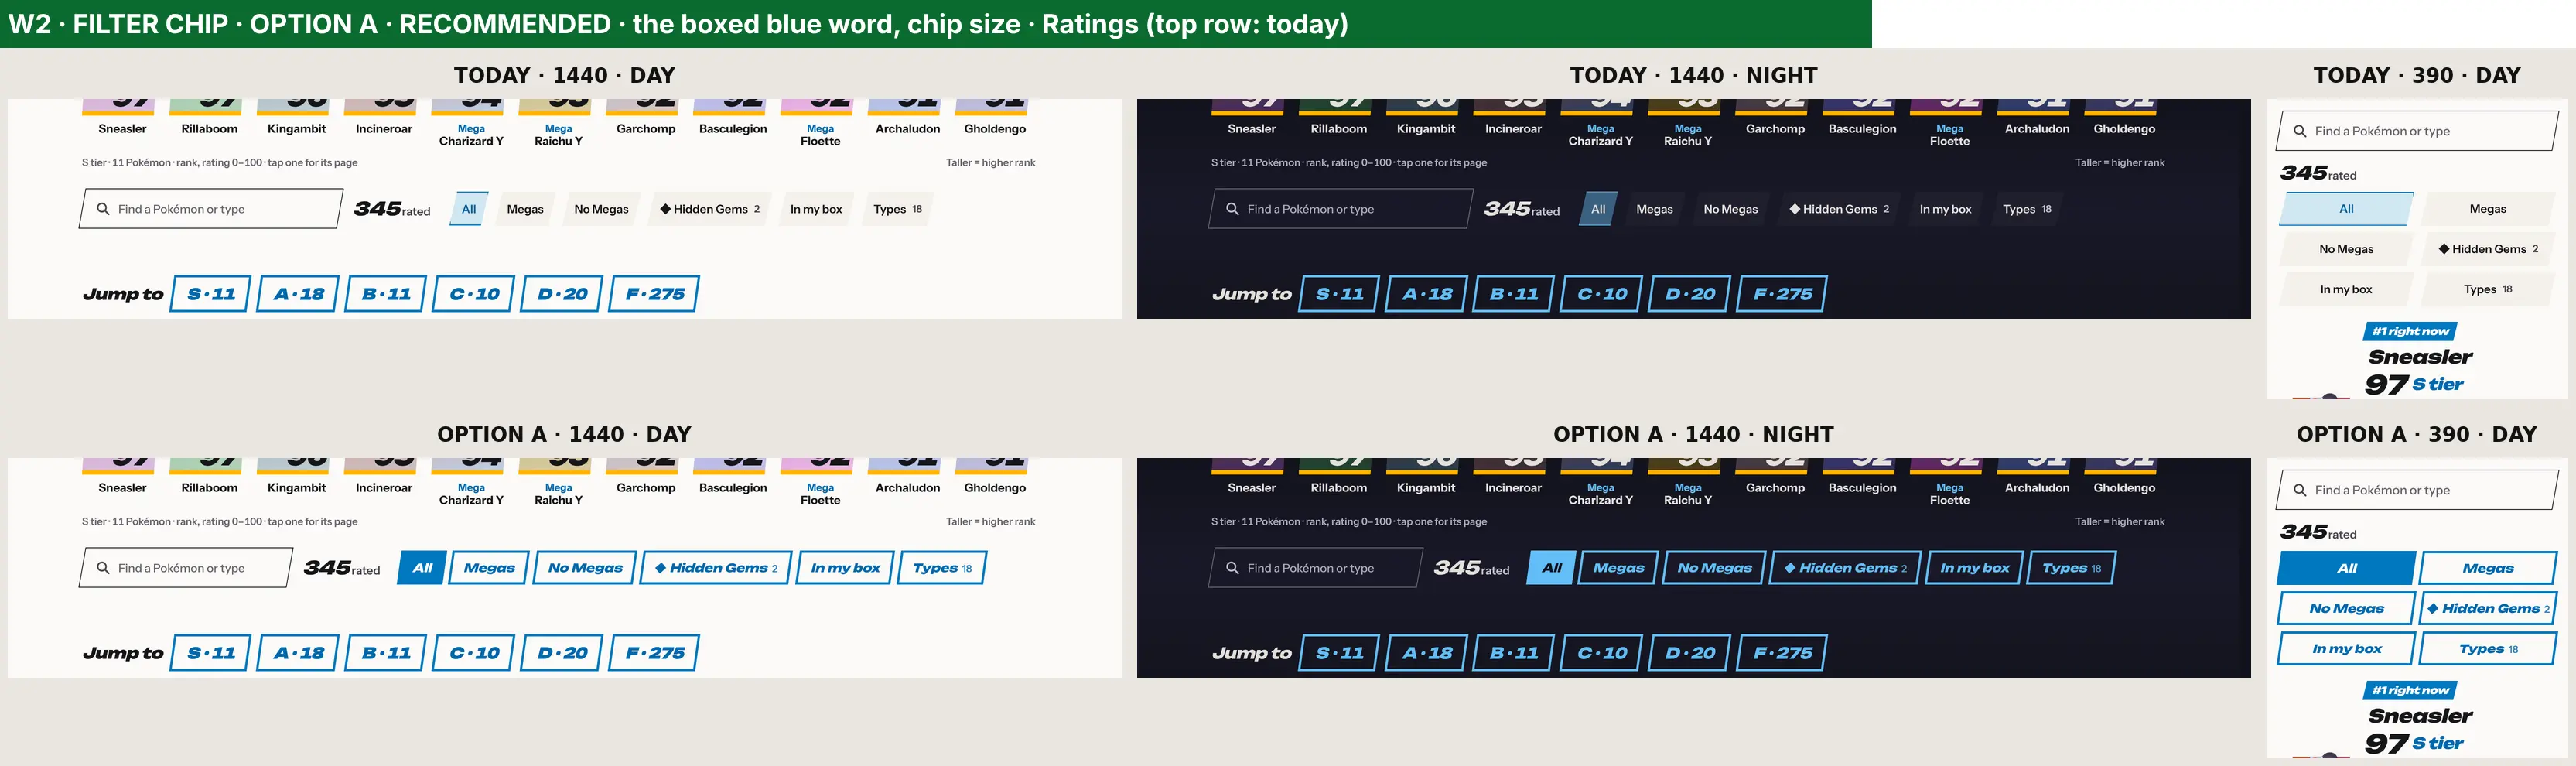 W2 · FILTER CHIP · OPTION A · RECOMMENDED · the boxed blue word, chip size · Ratings (top row: today)
TODAY · 1440 · DAY
Sneasler Rillaboom Kingambit Incineroar Mega Charizard Y Mega Raichu Y Garchomp Basculegion Mega Floette Archaludon Gholdengo
S tier · 11 Pokémon · rank, rating 0–100 · tap one for its page
Taller = higher rank
Find a Pokémon or type 345 rated All Megas No Megas ◆ Hidden Gems 2 In my box Types 18
Jump to S·11 A·18 B·11 C·10 D·20 F·275
TODAY · 1440 · NIGHT
Sneasler Rillaboom Kingambit Incineroar Mega Charizard Y Mega Raichu Y Garchomp Basculegion Mega Floette Archaludon Gholdengo
S tier · 11 Pokémon · rank, rating 0–100 · tap one for its page
Taller = higher rank
Find a Pokémon or type 345 rated All Megas No Megas ◆ Hidden Gems 2 In my box Types 18
Jump to S·11 A·18 B·11 C·10 D·20 F·275
TODAY · 390 · DAY
Find a Pokémon or type
345 rated
All Megas
No Megas ◆ Hidden Gems 2
In my box Types 18
#1 right now
Sneasler
97 S tier
OPTION A · 1440 · DAY
Sneasler Rillaboom Kingambit Incineroar Mega Charizard Y Mega Raichu Y Garchomp Basculegion Mega Floette Archaludon Gholdengo
S tier · 11 Pokémon · rank, rating 0–100 · tap one for its page
Taller = higher rank
Find a Pokémon or type 345 rated All Megas No Megas ◆ Hidden Gems 2 In my box Types 18
Jump to S·11 A·18 B·11 C·10 D·20 F·275
OPTION A · 1440 · NIGHT
Sneasler Rillaboom Kingambit Incineroar Mega Charizard Y Mega Raichu Y Garchomp Basculegion Mega Floette Archaludon Gholdengo
S tier · 11 Pokémon · rank, rating 0–100 · tap one for its page
Taller = higher rank
Find a Pokémon or type 345 rated All Megas No Megas ◆ Hidden Gems 2 In my box Types 18
Jump to S·11 A·18 B·11 C·10 D·20 F·275
OPTION A · 390 · DAY
Find a Pokémon or type
345 rated
All Megas
No Megas ◆ Hidden Gems 2
In my box Types 18
#1 right now
Sneasler
97 S tier